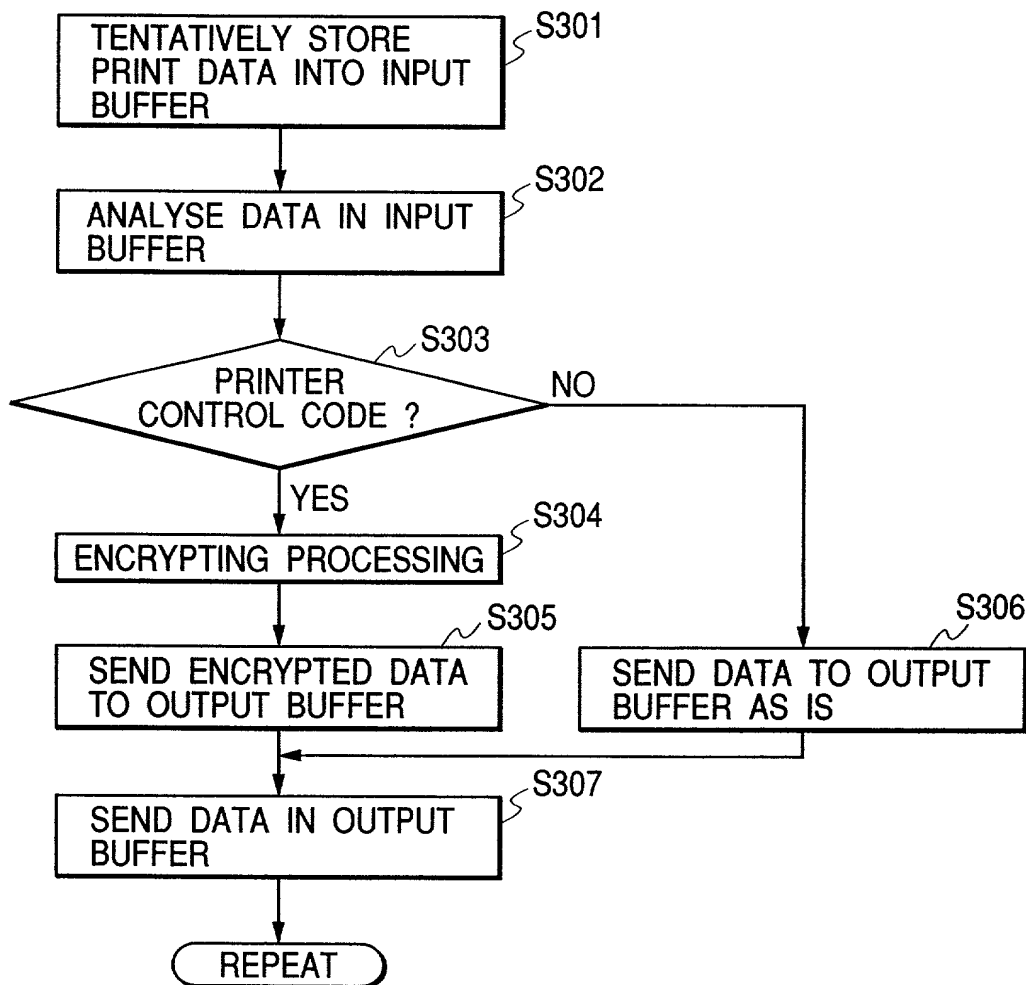 TENTATIVELY STORE
PRINT DATA INTO INPUT
BUFFER
S301
ANALYSE DATA IN INPUT
BUFFER
S302
PRINTER
CONTROL CODE ?
S303
NO
YES
ENCRYPTING PROCESSING
S304
SEND ENCRYPTED DATA
TO OUTPUT BUFFER
S305
SEND DATA TO OUTPUT
BUFFER AS IS
S306
SEND DATA IN OUTPUT
BUFFER
S307
REPEAT